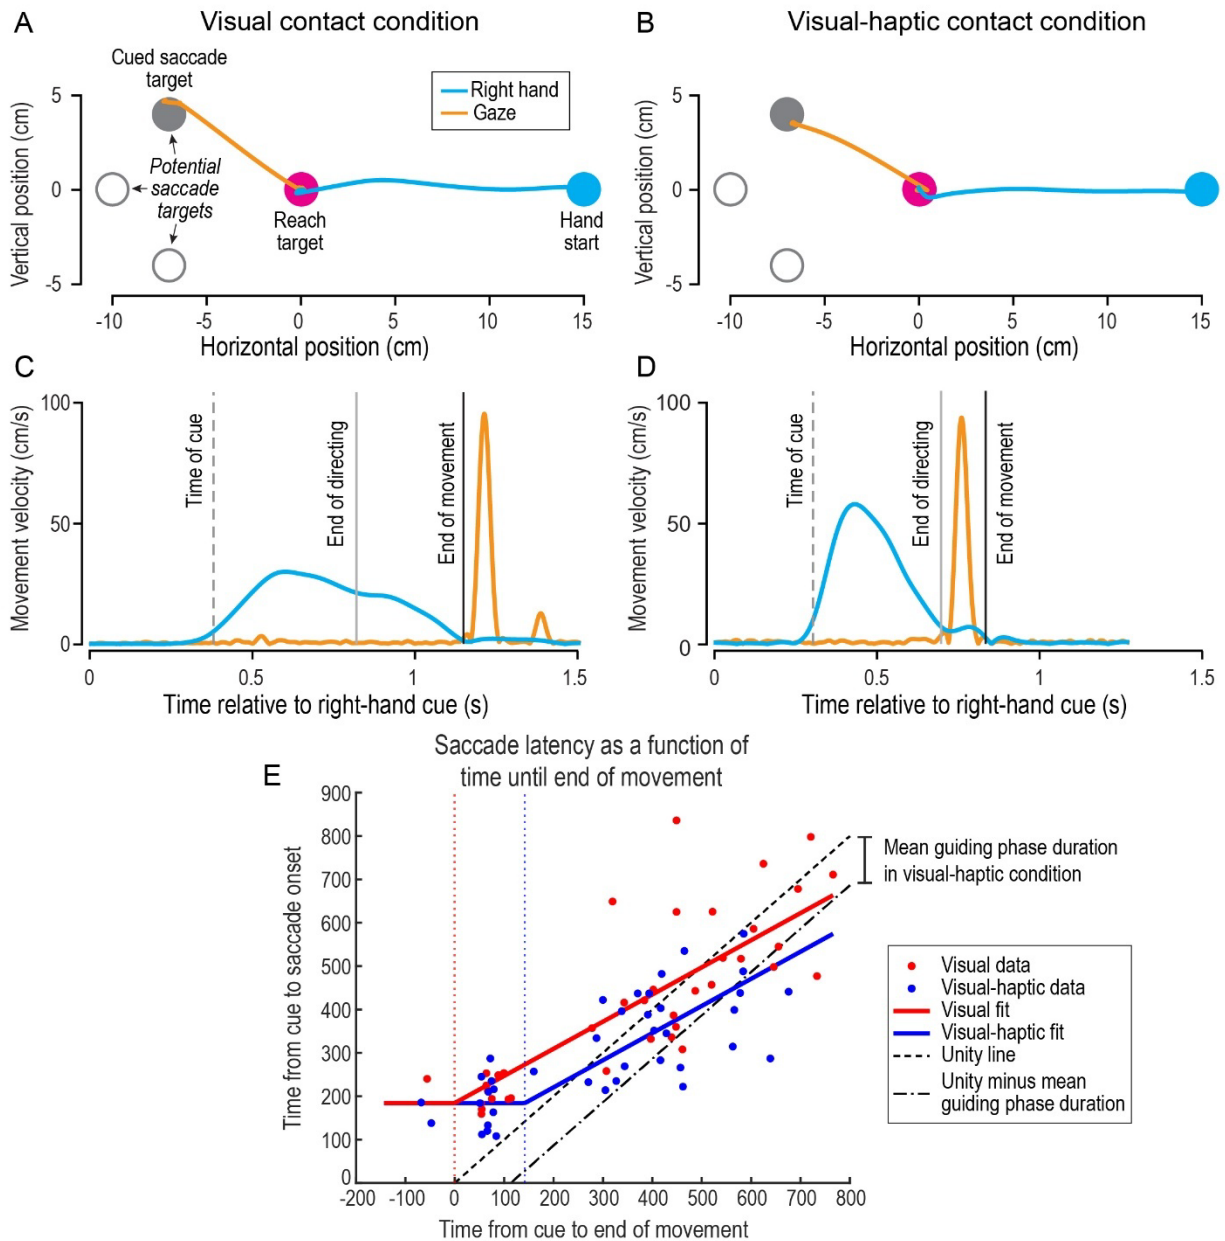 A
Visual contact condition
Cued saccade
target
Right hand
Gaze
5
0
-5
Vertical position (cm)
Potential
saccade
targets
Reach
target
Hand
start
-10
-5
0
5
10
15
Horizontal position (cm)
B
Visual-haptic contact condition
5
0
-5
Vertical position (cm)
-10
-5
0
5
10
15
Horizontal position (cm)
C
100
50
0
Movement velocity (cm/s)
Time of cue
End of directing
End of movement
0
0.5
1
1.5
Time relative to right-hand cue (s)
D
100
50
0
Movement velocity (cm/s)
Time of cue
End of directing
End of movement
0
0.5
1
1.5
Time relative to right-hand cue (s)
E
Saccade latency as a function of
time until end of movement
900
800
700
600
500
400
300
200
100
0
Time from cue to saccade onset
-200
-100
0
100
200
300
400
500
600
700
800
Time from cue to end of movement
Mean guiding phase duration
in visual-haptic condition
Visual data
Visual-haptic data
Visual fit
Visual-haptic fit
Unity line
Unity minus mean
guiding phase duration